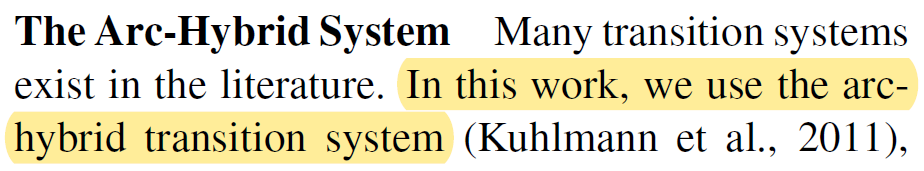 The Arc-Hybrid System Many transition systems
exist in the literature. In this work, we use the arc-
hybrid transition system (Kuhlmann et al., 2011),